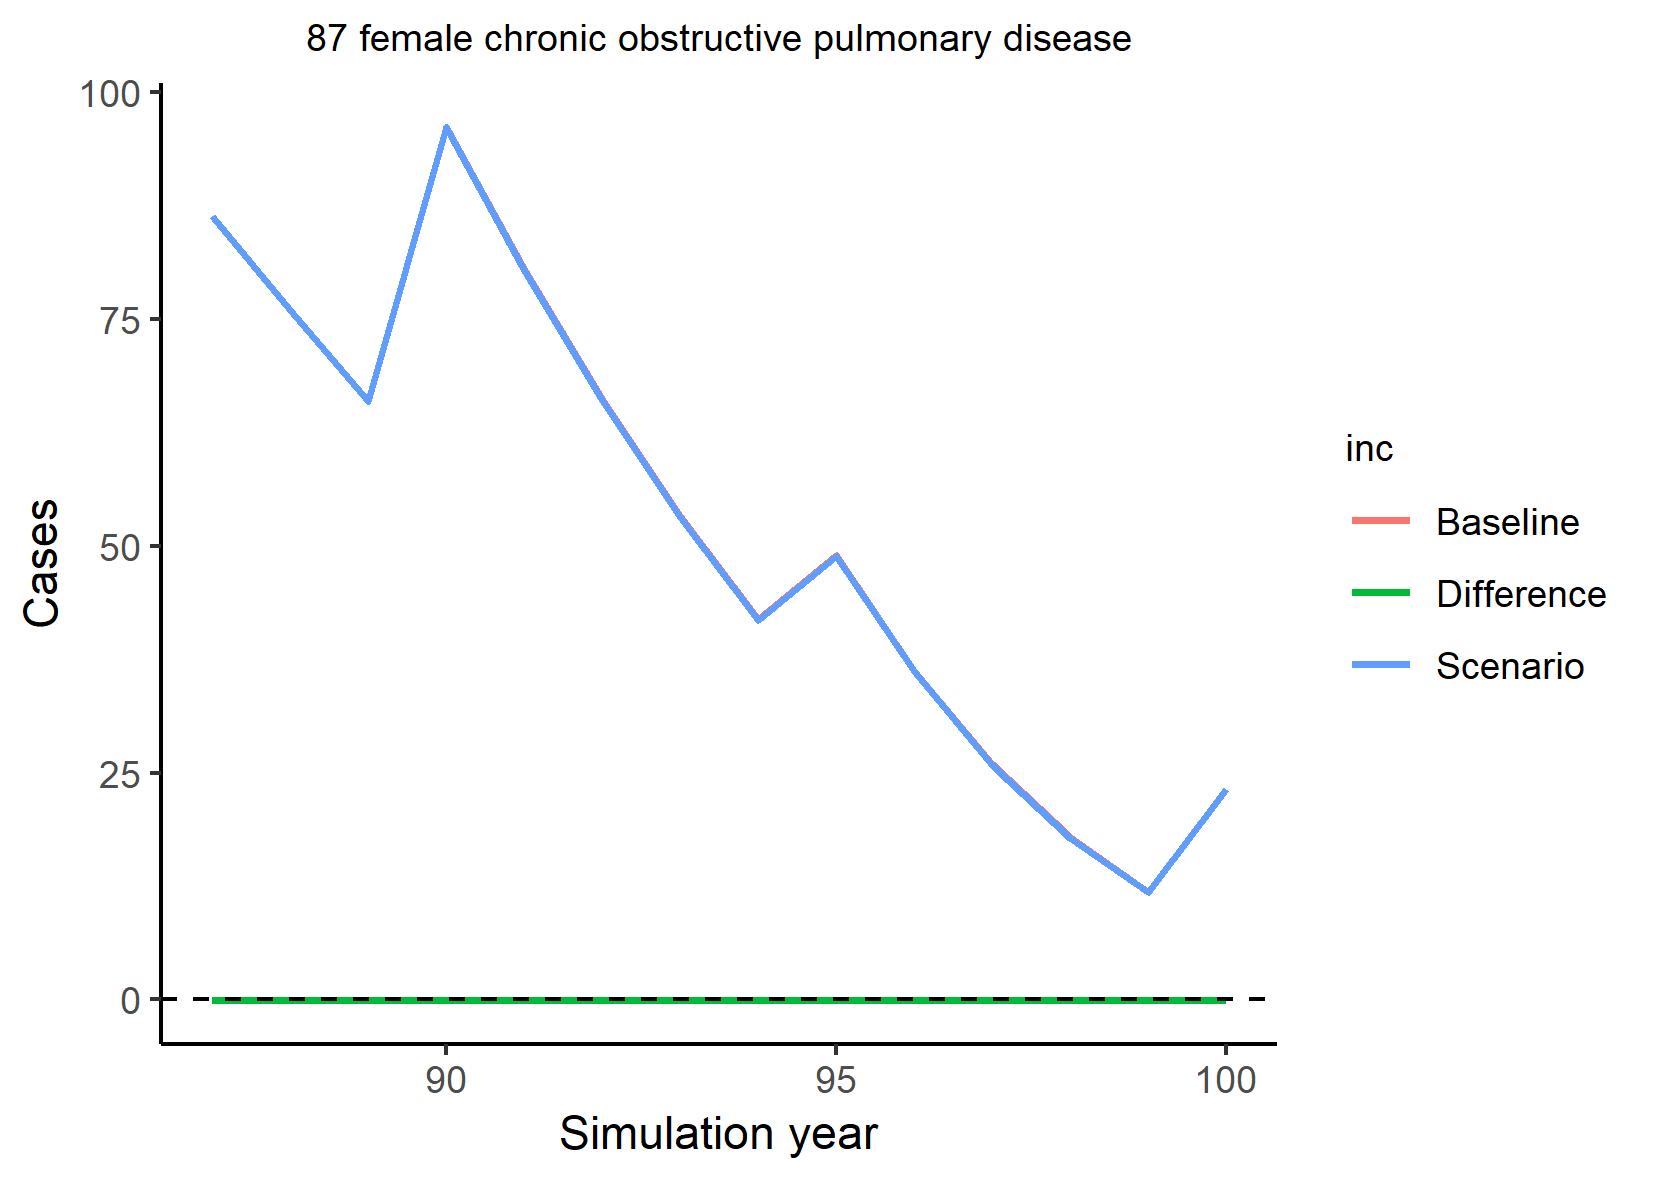 87 female chronic obstructive pulmonary disease
100
75
50
25
0
Cases
90
95
100
Simulation year
inc
Baseline
Difference
Scenario